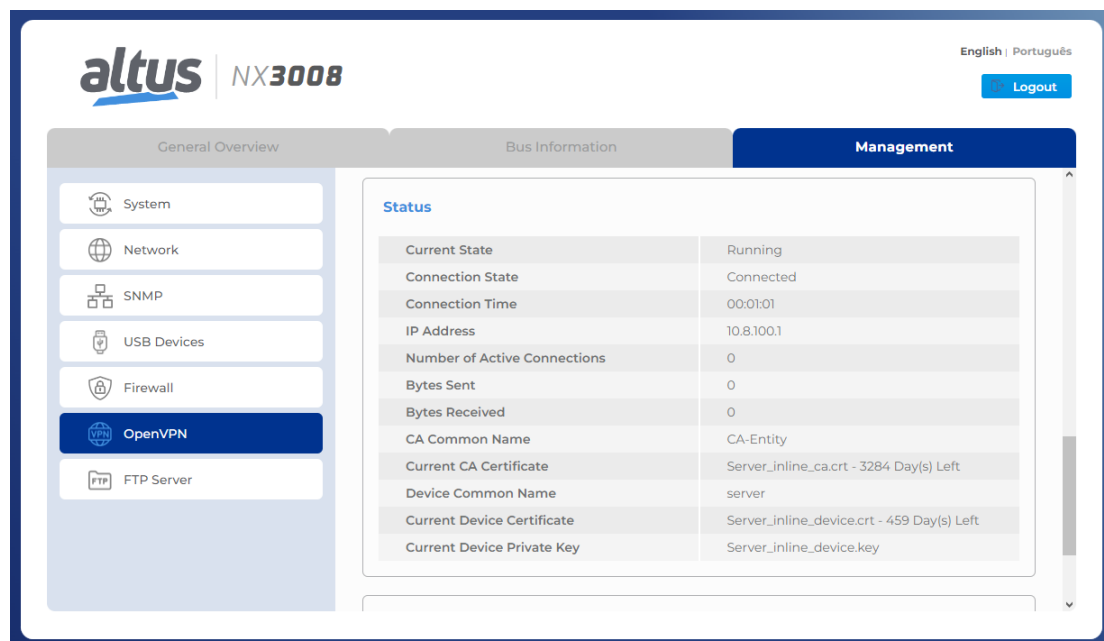 English | Português
altus NX3008
Logout
General Overview Bus Information Management
System
Network
SNMP
USB Devices
Firewall
VPN OpenVPN
FTP FTP Server
Status
Current State Running
Connection State Connected
Connection Time 00:01:01
IP Address 10.8.100.1
Number of Active Connections 0
Bytes Sent 0
Bytes Received 0
CA Common Name CA-Entity
Current CA Certificate Server_inline_ca.crt - 3284 Day(s) Left
Device Common Name server
Current Device Certificate Server_inline_device.crt - 459 Day(s) Left
Current Device Private Key Server_inline_device.key